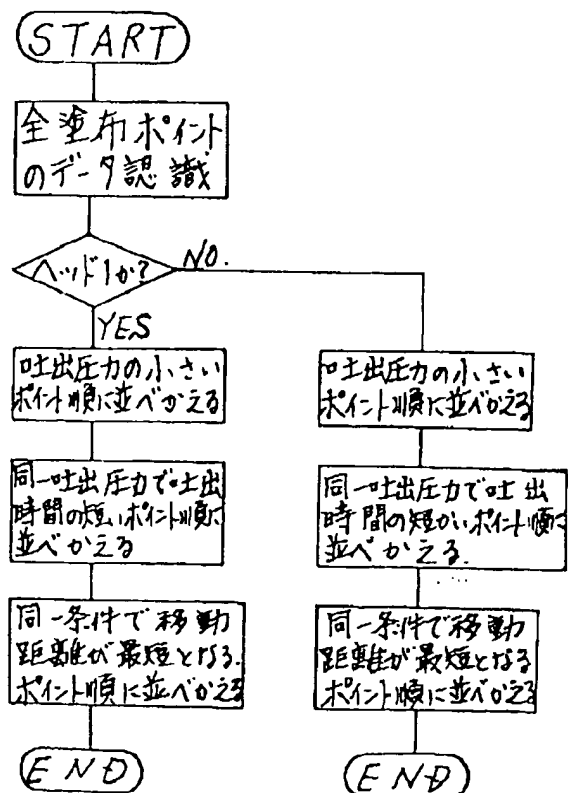 START
全塗布ポイント
のデータ認識
ヘッド1か?
NO.
YES
吐出圧力の小さい
ポイント順に並べかえる
同一吐出圧力で吐出
時間の短いポイント順に
並べかえる
同一条件で移動
距離が最短となる.
ポイント順に並べかえる
END
吐出圧力の小さい
ポイント順に並べかえる
同一吐出圧力で吐出
時間の短かいポイント順に
並べかえる.
同一条件で移動
距離が最短となる
ポイント順に並べかえる
END